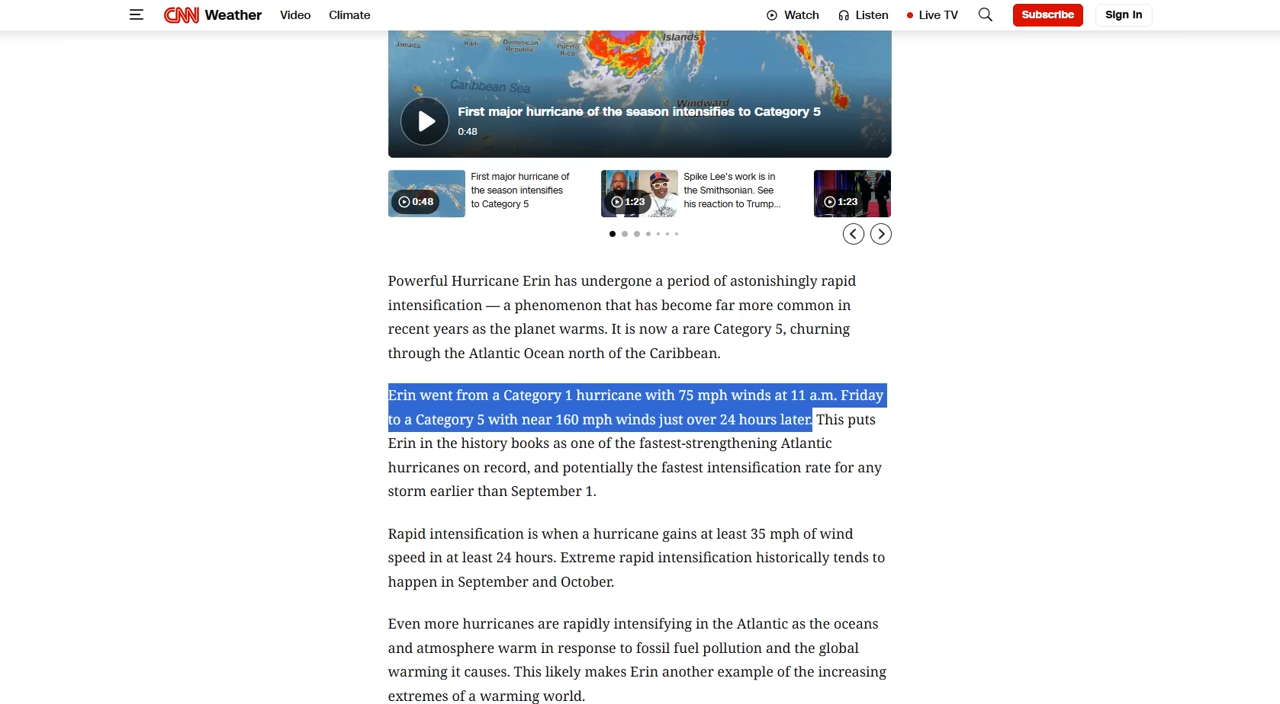 CNN Weather Video Climate Watch Listen Live TV Subscribe Sign in
Islands
Jamaica Haiti Dominican Republic Puerto Rico
Caribbean Sea
Windward
First major hurricane of the season intensifies to Category 5
0:48
First major hurricane of
the season intensifies
to Category 5
0:48
Spike Lee's work is in
the Smithsonian. See
his reaction to Trump...
1:23
1:23
Powerful Hurricane Erin has undergone a period of astonishingly rapid
intensification — a phenomenon that has become far more common in
recent years as the planet warms. It is now a rare Category 5, churning
through the Atlantic Ocean north of the Caribbean.
Erin went from a Category 1 hurricane with 75 mph winds at 11 a.m. Friday
to a Category 5 with near 160 mph winds just over 24 hours later. This puts
Erin in the history books as one of the fastest-strengthening Atlantic
hurricanes on record, and potentially the fastest intensification rate for any
storm earlier than September 1.
Rapid intensification is when a hurricane gains at least 35 mph of wind
speed in at least 24 hours. Extreme rapid intensification historically tends to
happen in September and October.
Even more hurricanes are rapidly intensifying in the Atlantic as the oceans
and atmosphere warm in response to fossil fuel pollution and the global
warming it causes. This likely makes Erin another example of the increasing
extremes of a warming world.